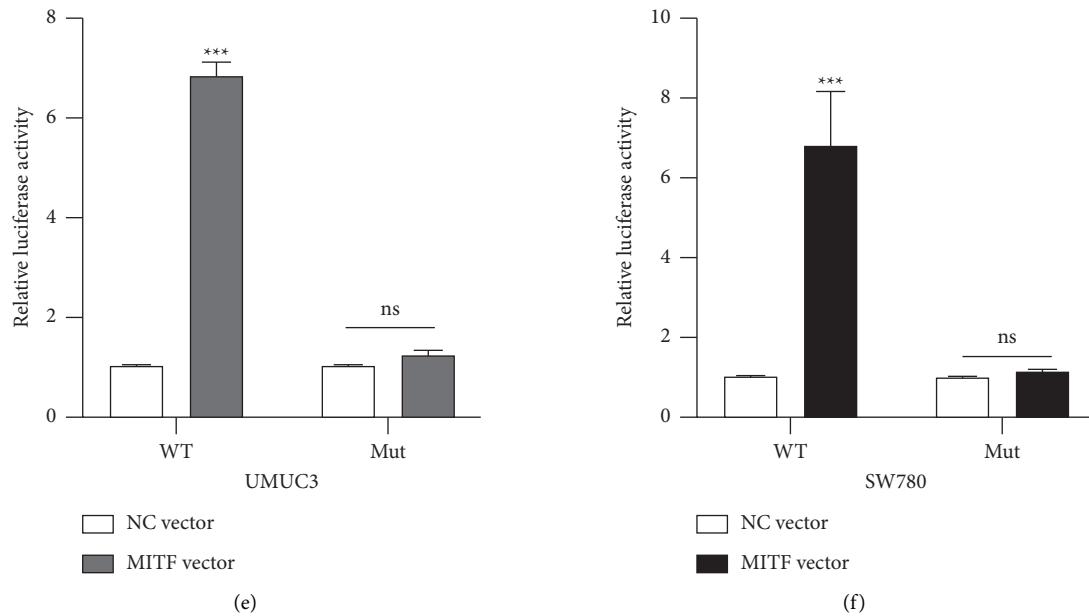 Relative luciferase activity
8
6
4
2
0
***
ns
WT
Mut
UMUC3
NC vector
MITF vector
(e)
Relative luciferase activity
10
8
6
4
2
0
***
ns
WT
Mut
SW780
NC vector
MITF vector
(f)